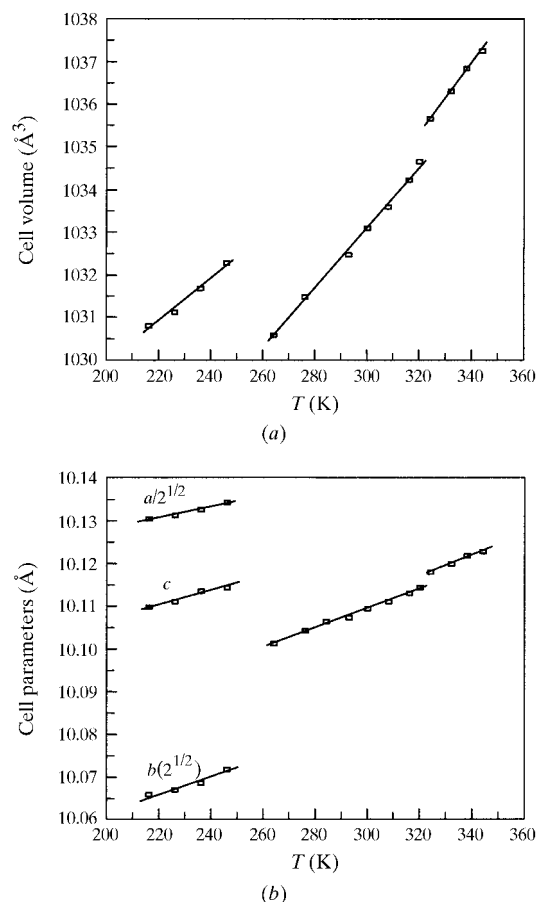 1038
1037
1036
1035
1034
1033
1032
1031
1030
Cell volume (Å³)
200 220 240 260 280 300 320 340 360
T (K)
(a)
10.14
10.13
10.12
10.11
10.10
10.09
10.08
10.07
10.06
Cell parameters (Å)
a/2^{1/2}
c
b(2^{1/2})
200 220 240 260 280 300 320 340 360
T (K)
(b)